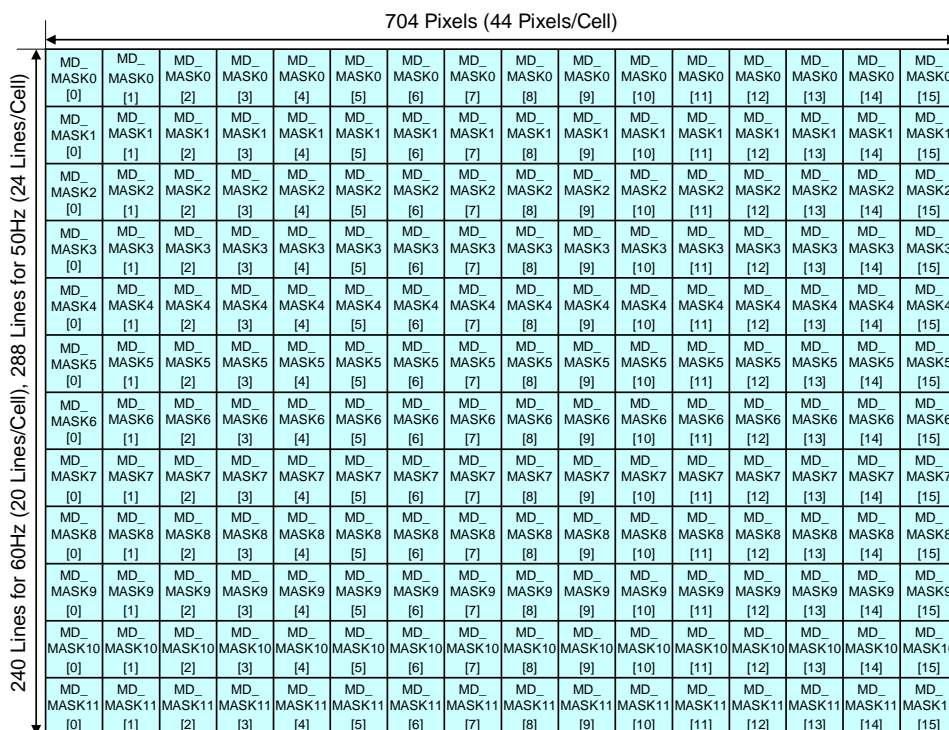 704 Pixels (44 Pixels/Cell)
240 Lines for 60Hz (20 Lines/Cell), 288 Lines for 50Hz (24 Lines/Cell)
MD_ MD_ MD_ MD_ MD_ MD_ MD_ MD_ MD_ MD_ MD_ MD_ MD_ MD_ MD_ MD_
MASK0 MASK0 MASK0 MASK0 MASK0 MASK0 MASK0 MASK0 MASK0 MASK0 MASK0 MASK0 MASK0 MASK0 MASK0 MASK0
[0] [1] [2] [3] [4] [5] [6] [7] [8] [9] [10] [11] [12] [13] [14] [15]
MD_ MD_ MD_ MD_ MD_ MD_ MD_ MD_ MD_ MD_ MD_ MD_ MD_ MD_ MD_ MD_
MASK1 MASK1 MASK1 MASK1 MASK1 MASK1 MASK1 MASK1 MASK1 MASK1 MASK1 MASK1 MASK1 MASK1 MASK1 MASK1
[0] [1] [2] [3] [4] [5] [6] [7] [8] [9] [10] [11] [12] [13] [14] [15]
MD_ MD_ MD_ MD_ MD_ MD_ MD_ MD_ MD_ MD_ MD_ MD_ MD_ MD_ MD_ MD_
MASK2 MASK2 MASK2 MASK2 MASK2 MASK2 MASK2 MASK2 MASK2 MASK2 MASK2 MASK2 MASK2 MASK2 MASK2 MASK2
[0] [1] [2] [3] [4] [5] [6] [7] [8] [9] [10] [11] [12] [13] [14] [15]
MD_ MD_ MD_ MD_ MD_ MD_ MD_ MD_ MD_ MD_ MD_ MD_ MD_ MD_ MD_ MD_
MASK3 MASK3 MASK3 MASK3 MASK3 MASK3 MASK3 MASK3 MASK3 MASK3 MASK3 MASK3 MASK3 MASK3 MASK3 MASK3
[0] [1] [2] [3] [4] [5] [6] [7] [8] [9] [10] [11] [12] [13] [14] [15]
MD_ MD_ MD_ MD_ MD_ MD_ MD_ MD_ MD_ MD_ MD_ MD_ MD_ MD_ MD_ MD_
MASK4 MASK4 MASK4 MASK4 MASK4 MASK4 MASK4 MASK4 MASK4 MASK4 MASK4 MASK4 MASK4 MASK4 MASK4 MASK4
[0] [1] [2] [3] [4] [5] [6] [7] [8] [9] [10] [11] [12] [13] [14] [15]
MD_ MD_ MD_ MD_ MD_ MD_ MD_ MD_ MD_ MD_ MD_ MD_ MD_ MD_ MD_ MD_
MASK5 MASK5 MASK5 MASK5 MASK5 MASK5 MASK5 MASK5 MASK5 MASK5 MASK5 MASK5 MASK5 MASK5 MASK5 MASK5
[0] [1] [2] [3] [4] [5] [6] [7] [8] [9] [10] [11] [12] [13] [14] [15]
MD_ MD_ MD_ MD_ MD_ MD_ MD_ MD_ MD_ MD_ MD_ MD_ MD_ MD_ MD_ MD_
MASK6 MASK6 MASK6 MASK6 MASK6 MASK6 MASK6 MASK6 MASK6 MASK6 MASK6 MASK6 MASK6 MASK6 MASK6 MASK6
[0] [1] [2] [3] [4] [5] [6] [7] [8] [9] [10] [11] [12] [13] [14] [15]
MD_ MD_ MD_ MD_ MD_ MD_ MD_ MD_ MD_ MD_ MD_ MD_ MD_ MD_ MD_ MD_
MASK7 MASK7 MASK7 MASK7 MASK7 MASK7 MASK7 MASK7 MASK7 MASK7 MASK7 MASK7 MASK7 MASK7 MASK7 MASK7
[0] [1] [2] [3] [4] [5] [6] [7] [8] [9] [10] [11] [12] [13] [14] [15]
MD_ MD_ MD_ MD_ MD_ MD_ MD_ MD_ MD_ MD_ MD_ MD_ MD_ MD_ MD_ MD_
MASK8 MASK8 MASK8 MASK8 MASK8 MASK8 MASK8 MASK8 MASK8 MASK8 MASK8 MASK8 MASK8 MASK8 MASK8 MASK8
[0] [1] [2] [3] [4] [5] [6] [7] [8] [9] [10] [11] [12] [13] [14] [15]
MD_ MD_ MD_ MD_ MD_ MD_ MD_ MD_ MD_ MD_ MD_ MD_ MD_ MD_ MD_ MD_
MASK9 MASK9 MASK9 MASK9 MASK9 MASK9 MASK9 MASK9 MASK9 MASK9 MASK9 MASK9 MASK9 MASK9 MASK9 MASK9
[0] [1] [2] [3] [4] [5] [6] [7] [8] [9] [10] [11] [12] [13] [14] [15]
MD_ MD_ MD_ MD_ MD_ MD_ MD_ MD_ MD_ MD_ MD_ MD_ MD_ MD_ MD_ MD_
MASK10 MASK10 MASK10 MASK10 MASK10 MASK10 MASK10 MASK10 MASK10 MASK10 MASK10 MASK10 MASK10 MASK10 MASK10 MASK10
[0] [1] [2] [3] [4] [5] [6] [7] [8] [9] [10] [11] [12] [13] [14] [15]
MD_ MD_ MD_ MD_ MD_ MD_ MD_ MD_ MD_ MD_ MD_ MD_ MD_ MD_ MD_ MD_
MASK11 MASK11 MASK11 MASK11 MASK11 MASK11 MASK11 MASK11 MASK11 MASK11 MASK11 MASK11 MASK11 MASK11 MASK11 MASK1
[0] [1] [2] [3] [4] [5] [6] [7] [8] [9] [10] [11] [12] [13] [14] [15]